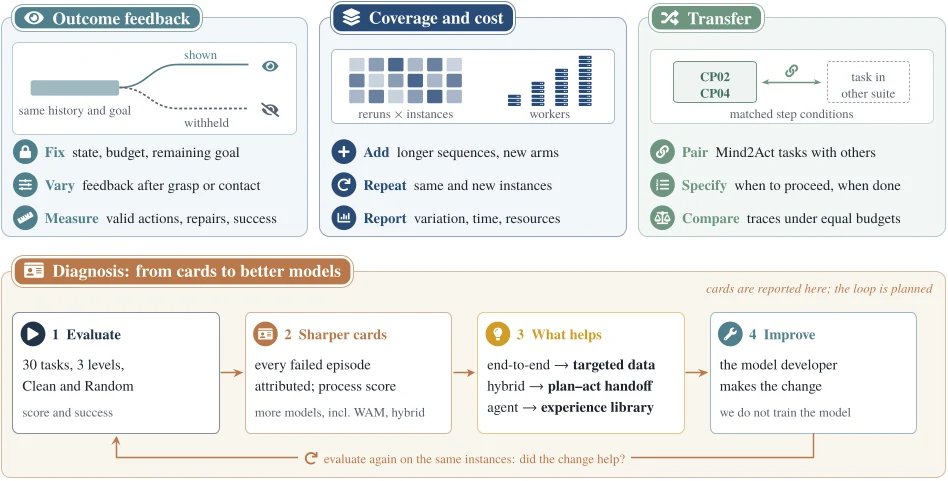 Outcome feedback
shown
same history and goal
withheld
Fix state, budget, remaining goal
Vary feedback after grasp or contact
Measure valid actions, repairs, success
Coverage and cost
reruns × instances
workers
Add longer sequences, new arms
Repeat same and new instances
Report variation, time, resources
Transfer
CP02
CP04
task in
other suite
matched step conditions
Pair Mind2Act tasks with others
Specify when to proceed, when done
Compare traces under equal budgets
Diagnosis: from cards to better models
cards are reported here; the loop is planned
1 Evaluate
30 tasks, 3 levels,
Clean and Random
score and success
2 Sharper cards
every failed episode
attributed; process score
more models, incl. WAM, hybrid
3 What helps
end-to-end → targeted data
hybrid → plan–act handoff
agent → experience library
4 Improve
the model developer
makes the change
we do not train the model
evaluate again on the same instances: did the change help?